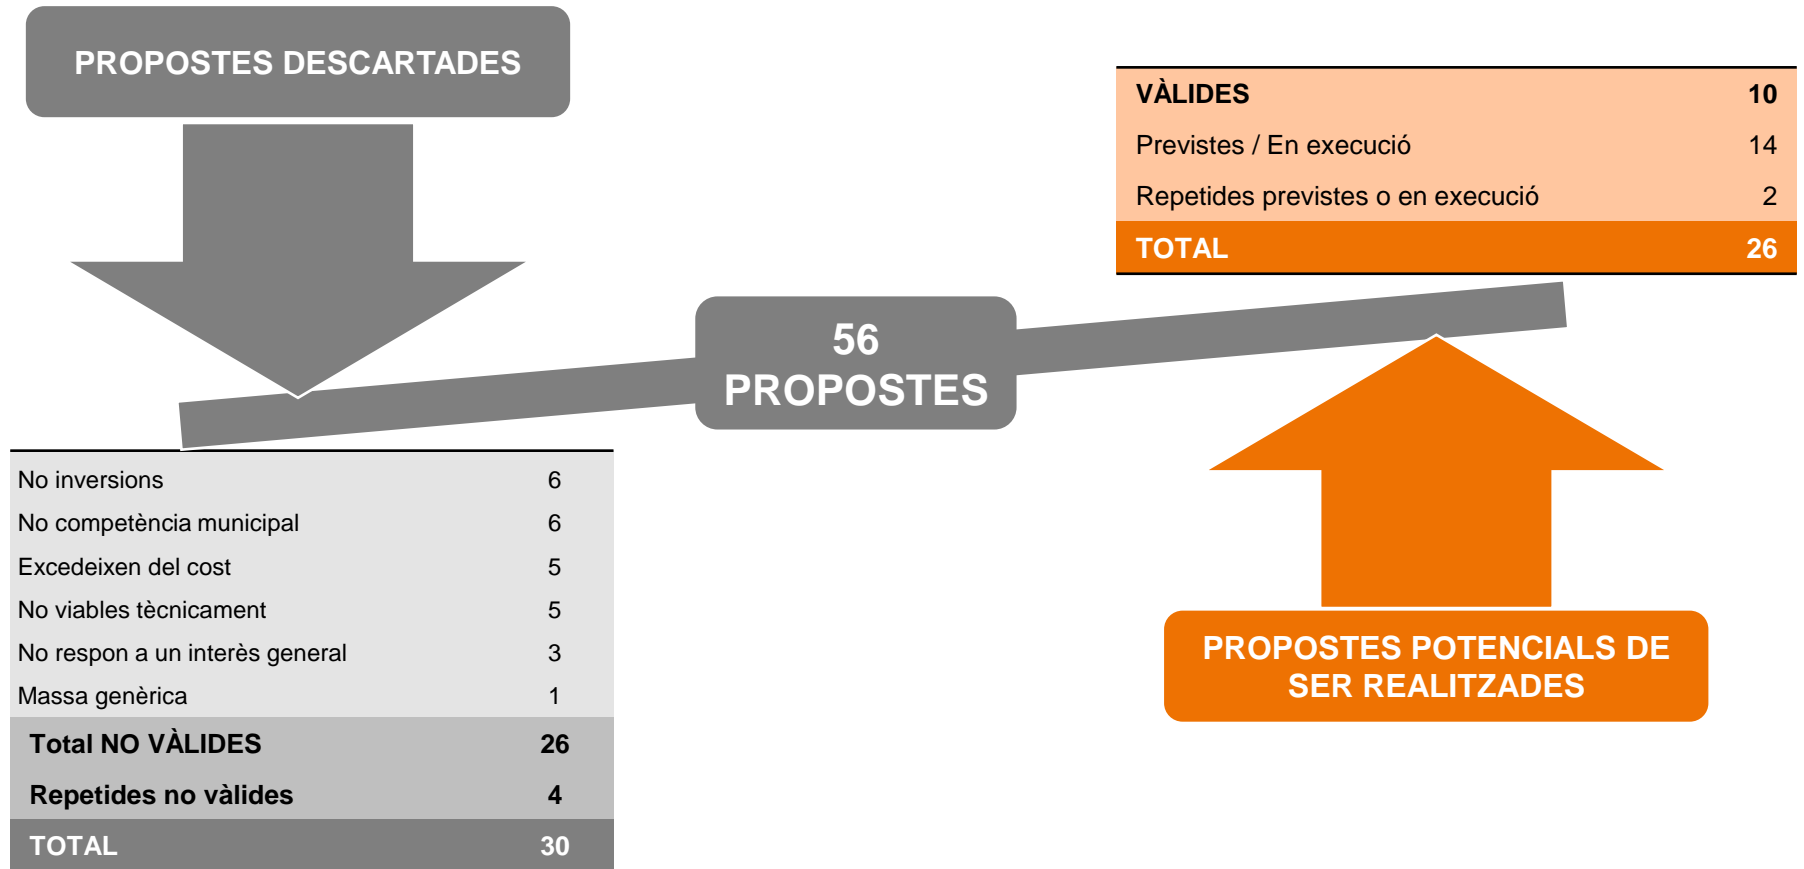 PROPOSTES DESCARTADES
VÀLIDES 10
Previstes / En execució 14
Repetides previstes o en execució 2
TOTAL 26
56
PROPOSTES
No inversions 6
No competència municipal 6
Excedeixen del cost 5
No viables tècnicament 5
No respon a un interès general 3
Massa genèrica 1
Total NO VÀLIDES 26
Repetides no vàlides 4
TOTAL 30
PROPOSTES POTENCIALS DE
SER REALITZADES